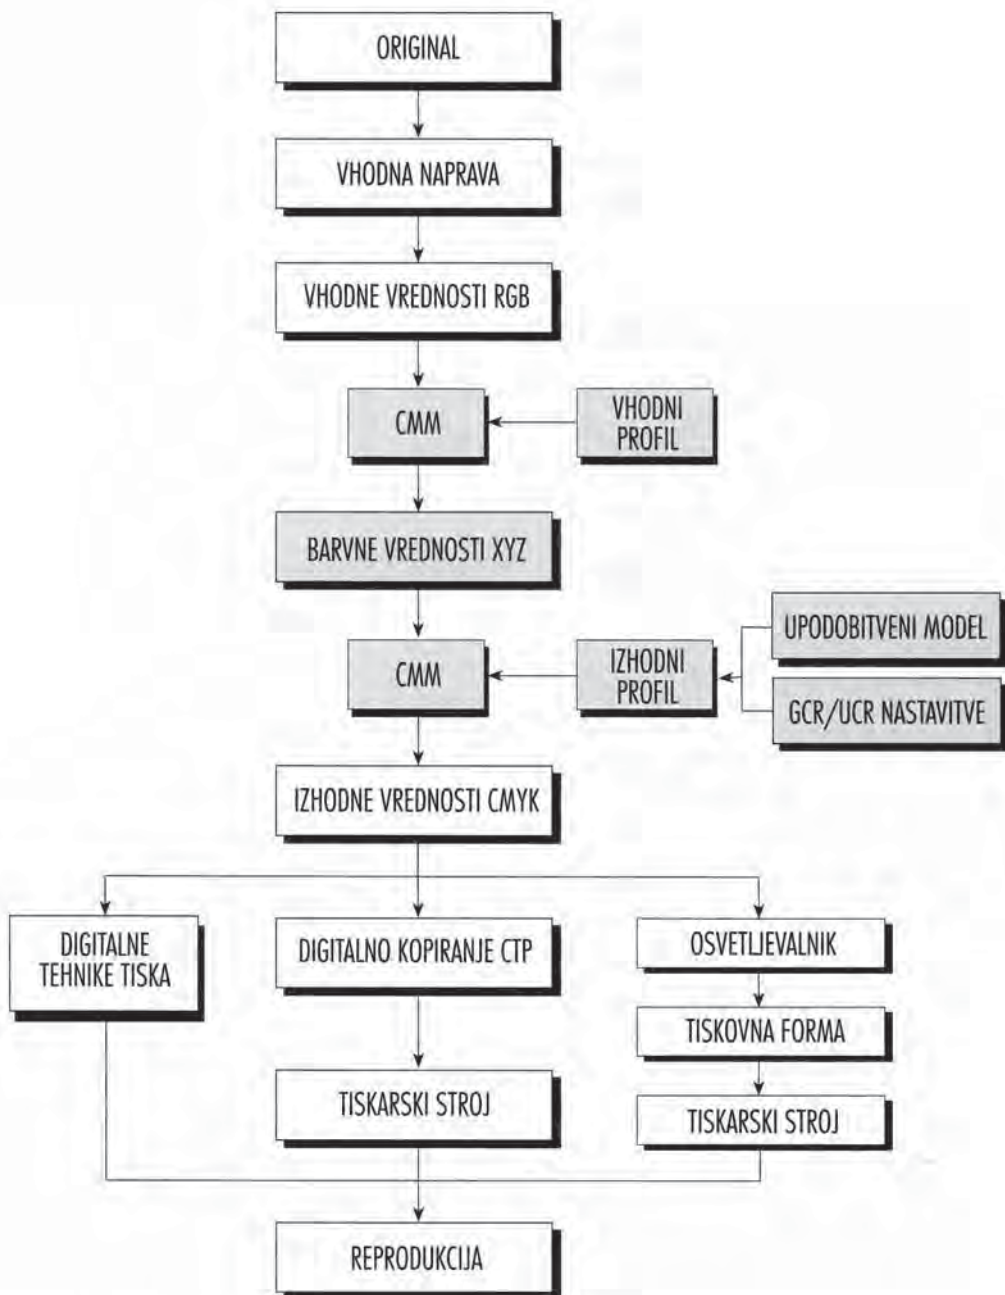 ORIGINAL
VHODNA NAPRAVA
VHODNE VREDNOSTI RGB
CMM
VHODNI
PROFIL
BARVNE VREDNOSTI XYZ
CMM
IZHODNI
PROFIL
UPODOBITVENI MODEL
GCR/UCR NASTAVITVE
IZHODNE VREDNOSTI CMYK
DIGITALNE
TEHNIKE TISKA
DIGITALNO KOPIRANJE CTP
OSVETLJEVALNIK
TISKOVNA FORMA
TISKARSKI STROJ
TISKARSKI STROJ
REPRODUKCIJA